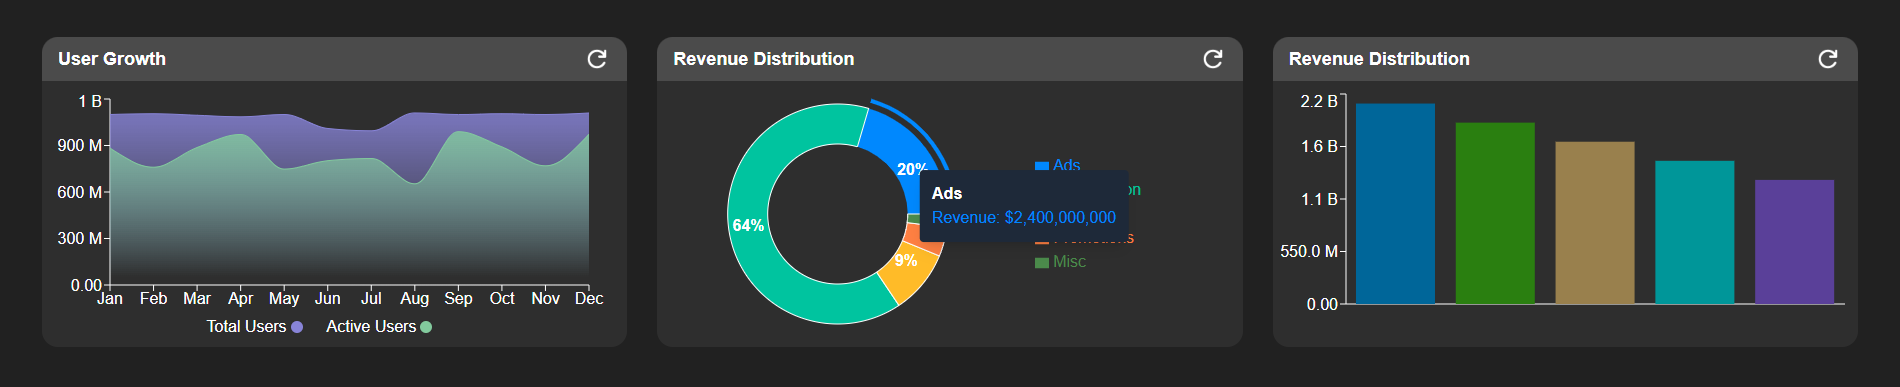 User Growth
1 B
900 M
600 M
300 M
0.00
Jan Feb Mar Apr May Jun Jul Aug Sep Oct Nov Dec
Total Users Active Users
Revenue Distribution
20%
64%
9%
Ads
Ads
Revenue: $2,400,000,000
Promotions
Misc
Revenue Distribution
2.2 B
1.6 B
1.1 B
550.0 M
0.00